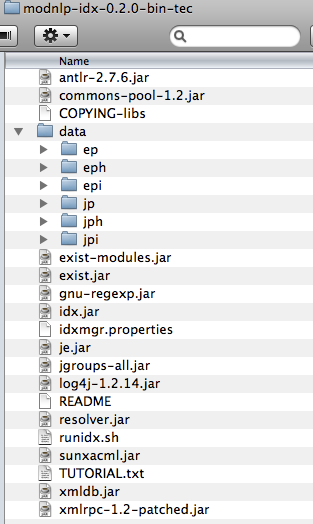 modnlp-idx-0.2.0-bin-tec
Name
antlr-2.7.6.jar
commons-pool-1.2.jar
COPYING-libs
data
ep
eph
epi
jp
jph
jpi
exist-modules.jar
exist.jar
gnu-regexp.jar
idx.jar
idxmgr.properties
je.jar
jgroups-all.jar
log4j-1.2.14.jar
README
resolver.jar
runidx.sh
sunxacml.jar
TUTORIAL.txt
xmldb.jar
xmlrpc-1.2-patched.jar